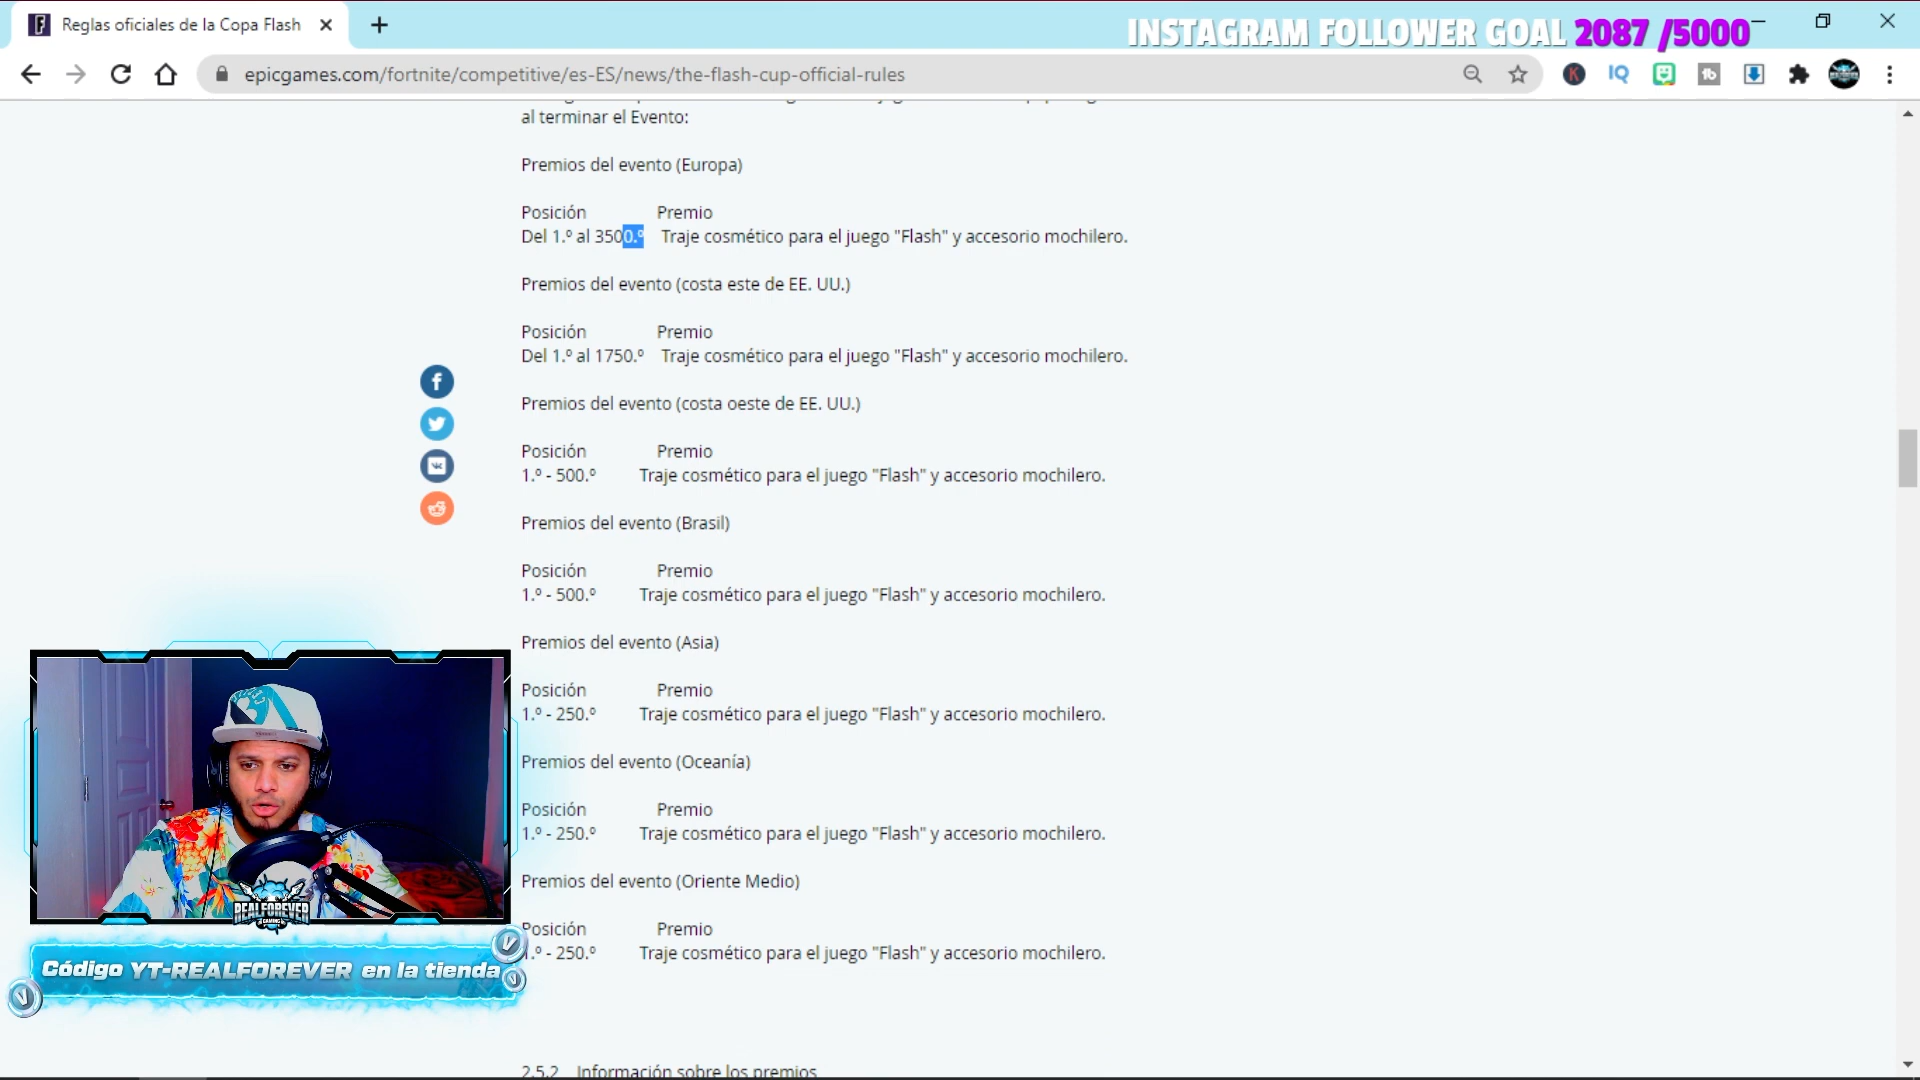 Reglas oficiales de la Copa Flash
INSTAGRAM FOLLOWER GOAL 2087 /5000
epicgames.com/fortnite/competitive/es-ES/news/the-flash-cup-official-rules
al terminar el Evento:
Premios del evento (Europa)
Posición Premio
Del 1.º al 3500.º Traje cosmético para el juego "Flash" y accesorio mochilero.
Premios del evento (costa este de EE. UU.)
Posición Premio
Del 1.º al 1750.º Traje cosmético para el juego "Flash" y accesorio mochilero.
Premios del evento (costa oeste de EE. UU.)
Posición Premio
1.º - 500.º Traje cosmético para el juego "Flash" y accesorio mochilero.
Premios del evento (Brasil)
Posición Premio
1.º - 500.º Traje cosmético para el juego "Flash" y accesorio mochilero.
Premios del evento (Asia)
Posición Premio
1.º - 250.º Traje cosmético para el juego "Flash" y accesorio mochilero.
Premios del evento (Oceanía)
Posición Premio
1.º - 250.º Traje cosmético para el juego "Flash" y accesorio mochilero.
Premios del evento (Oriente Medio)
Posición Premio
1.º - 250.º Traje cosmético para el juego "Flash" y accesorio mochilero.
REALFOREVER
GAMING
Código YT-REALFOREVER en la tienda
2.5.2 Información sobre los premios